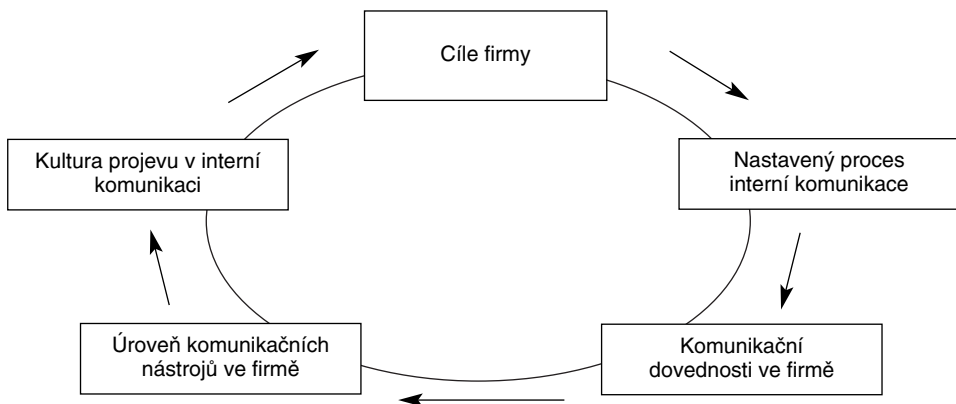 Cíle firmy
Nastavený proces
interní komunikace
Komunikační
dovednosti ve firmě
Úroveň komunikačních
nástrojů ve firmě
Kultura projevu v interní
komunikaci